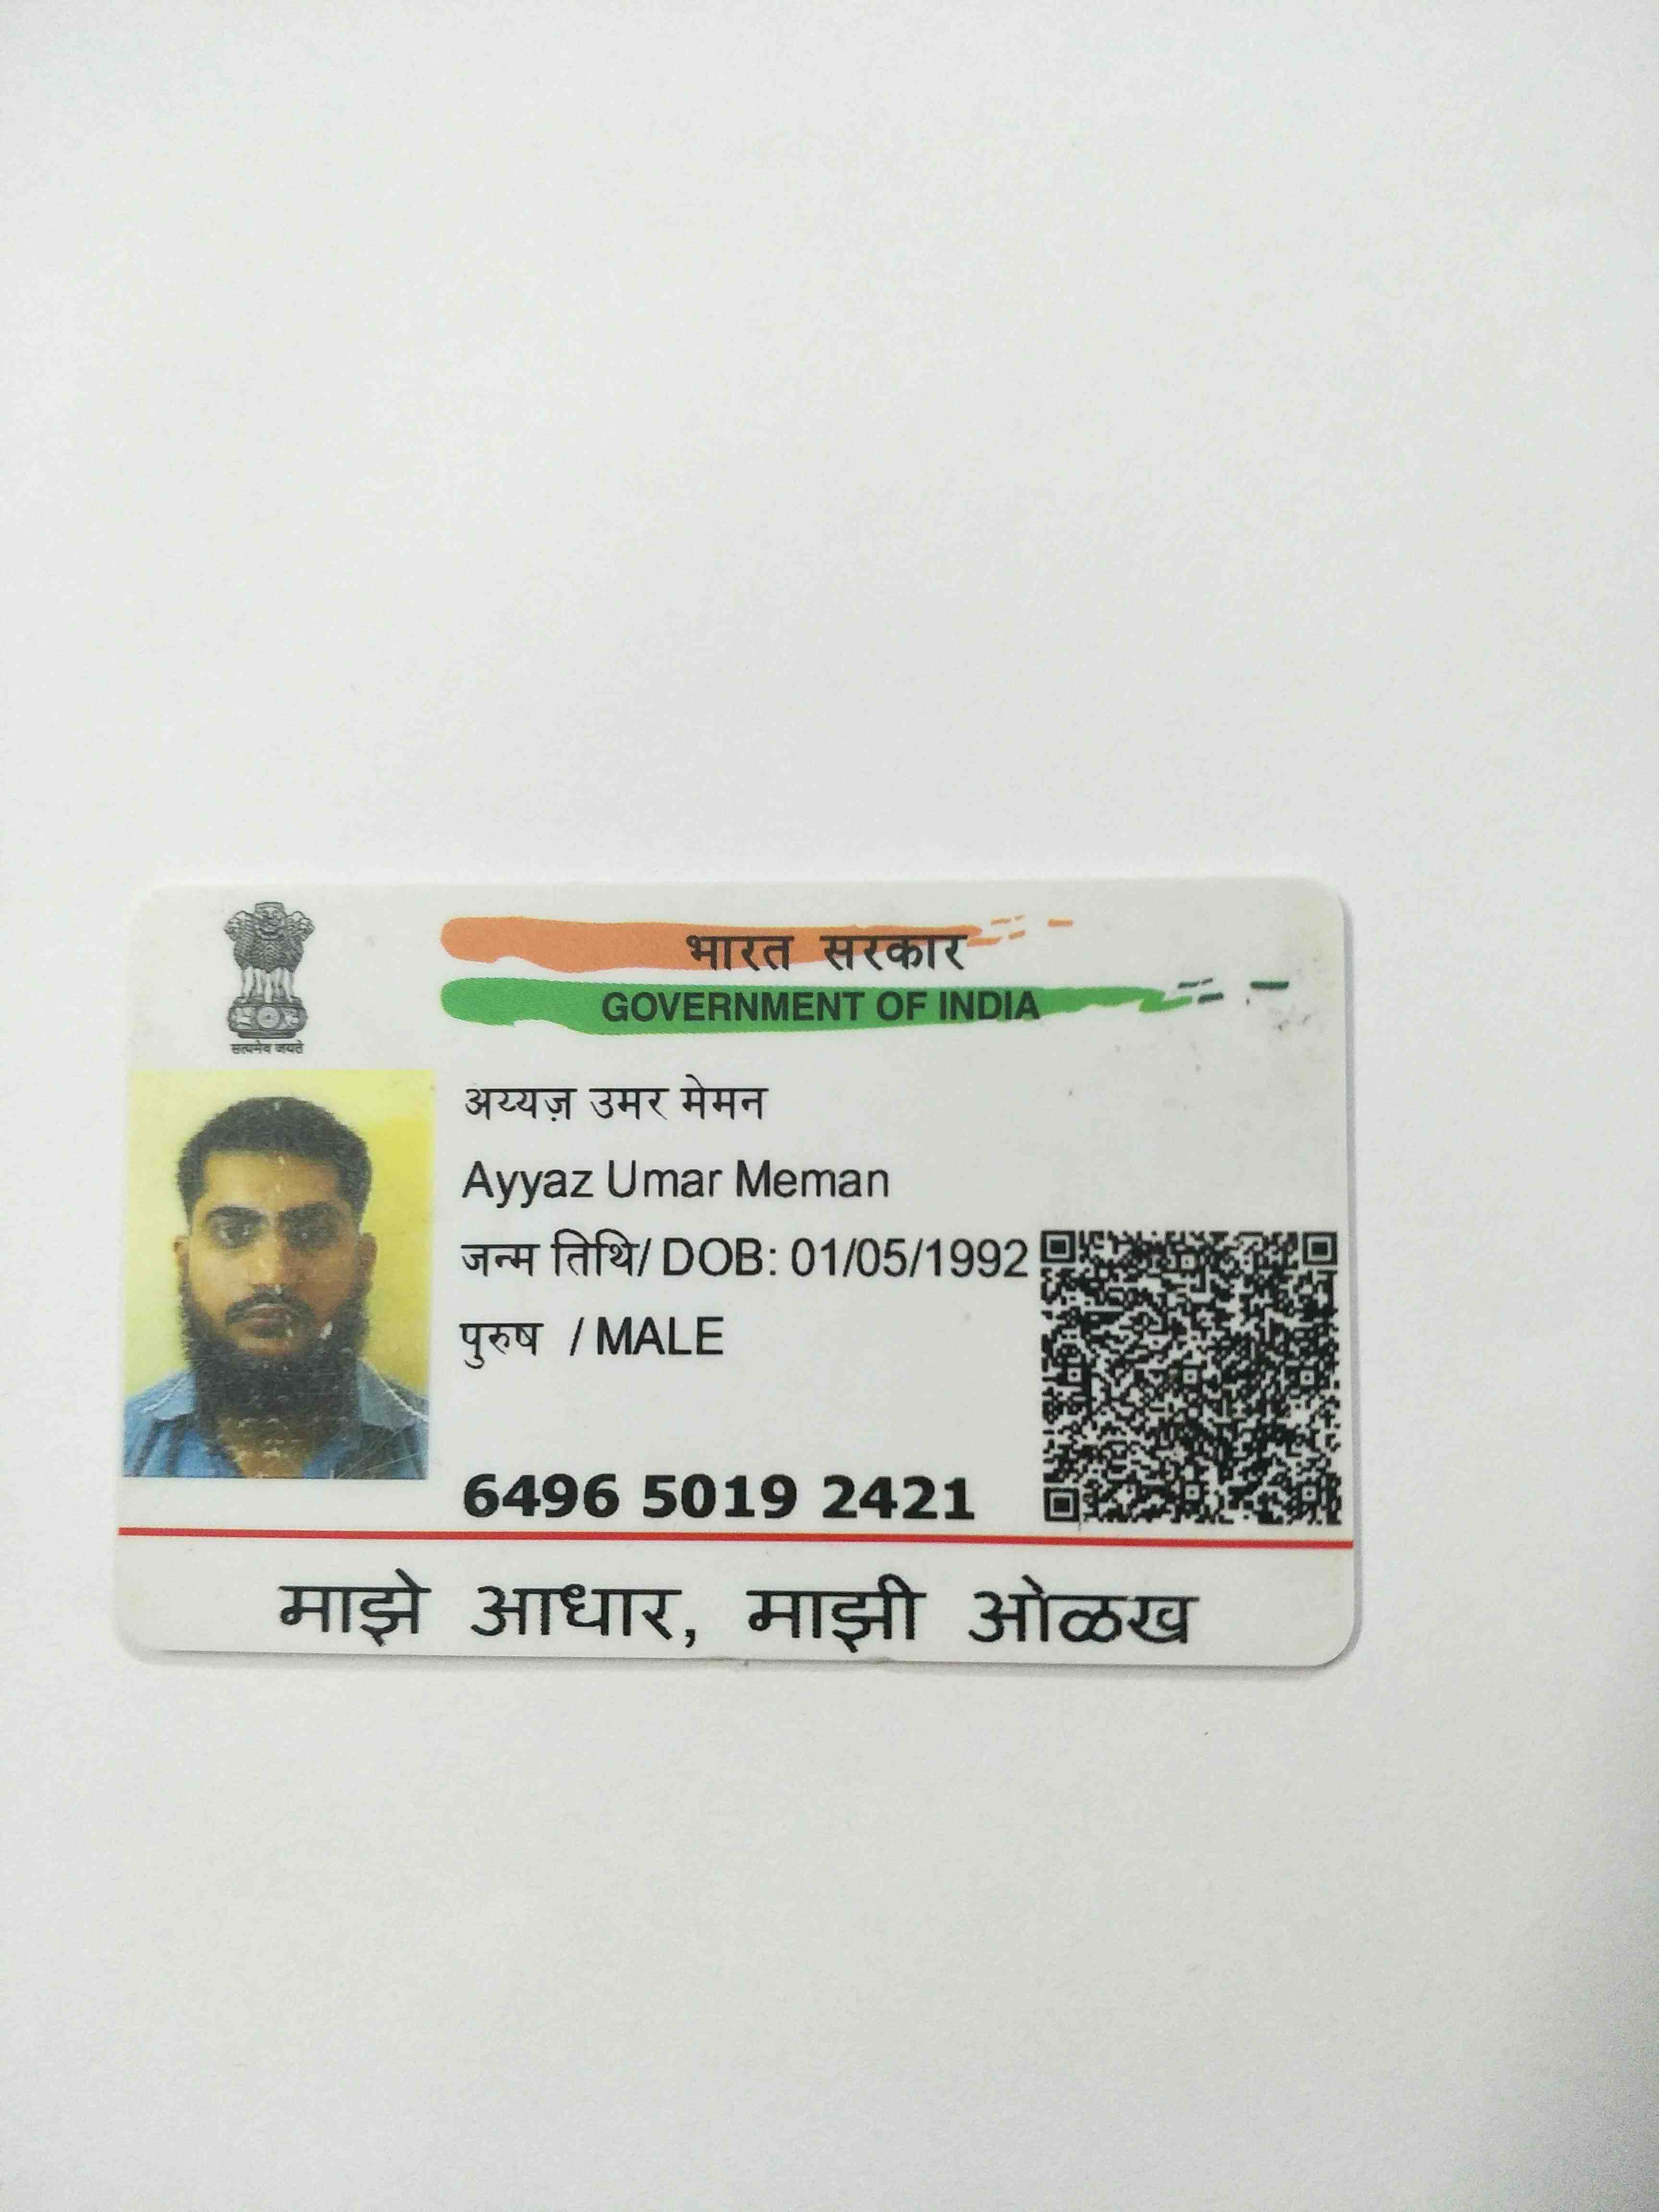 सत्यमेव जयते
भारत सरकार
GOVERNMENT OF INDIA
अय्यज़ उमर मेमन
Ayyaz Umar Meman
जन्म तिथि/ DOB: 01/05/1992
पुरुष / MALE
6496 5019 2421
माझे आधार, माझी ओळख